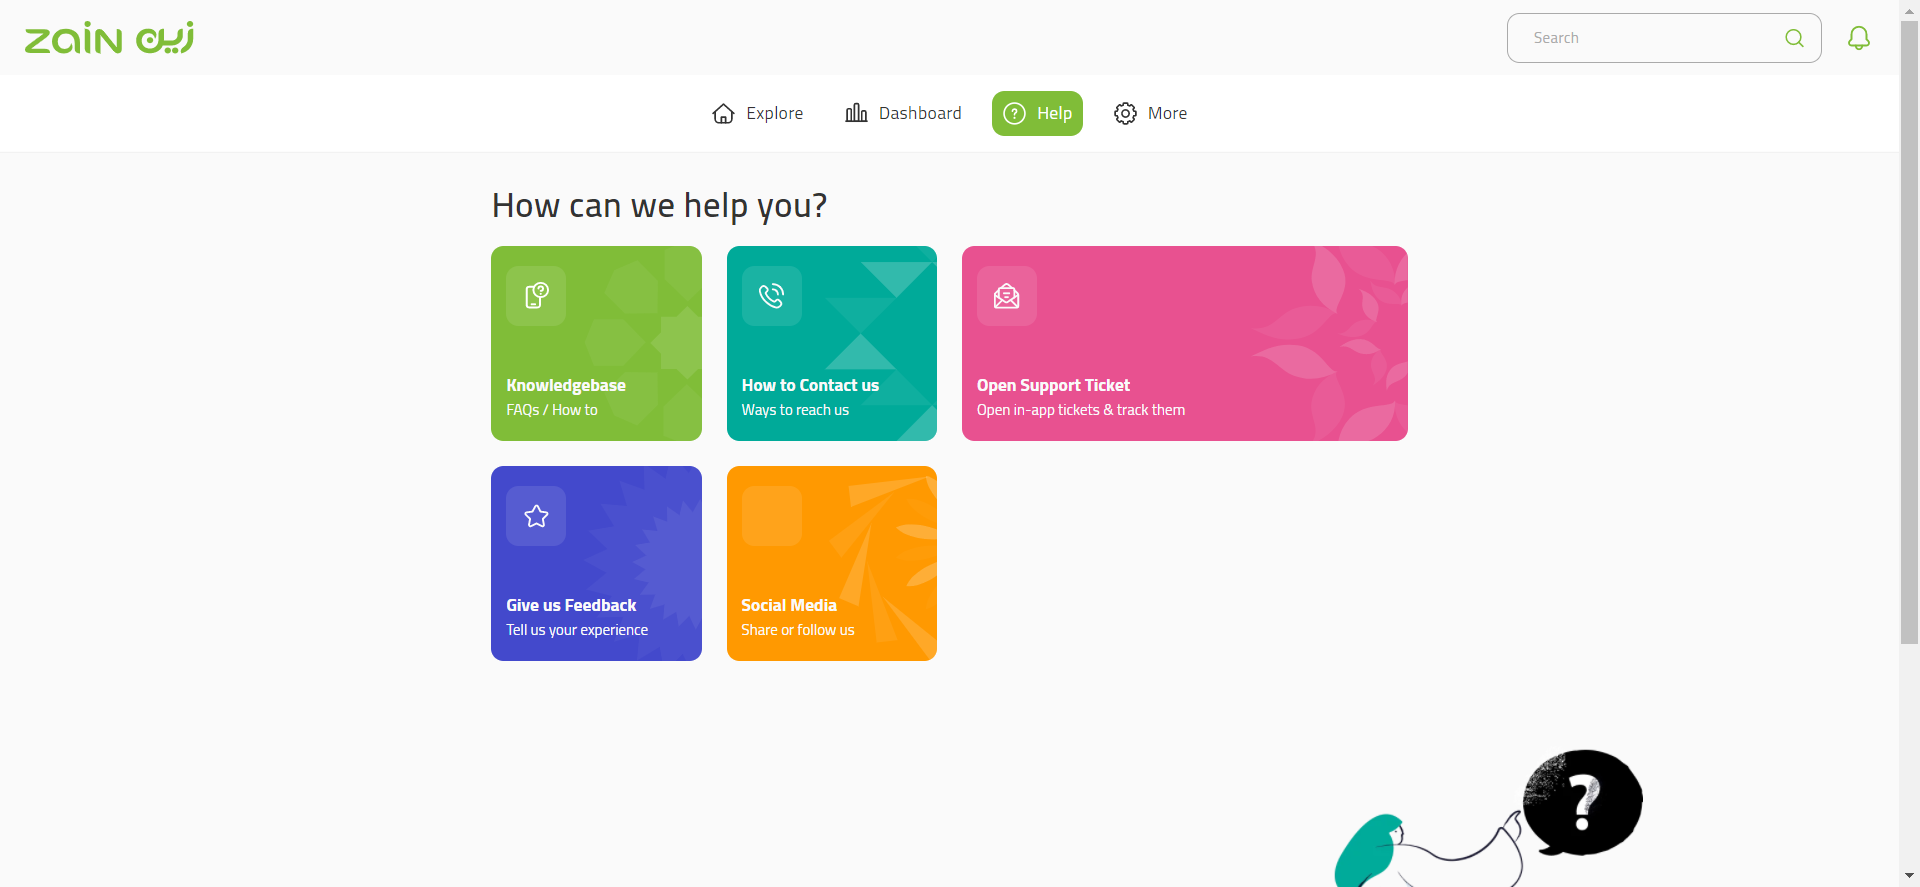 zain زين
Search
Explore
Dashboard
Help
More
How can we help you?
Knowledgebase
FAQs / How to
How to Contact us
Ways to reach us
Open Support Ticket
Open in-app tickets & track them
Give us Feedback
Tell us your experience
Social Media
Share or follow us
?